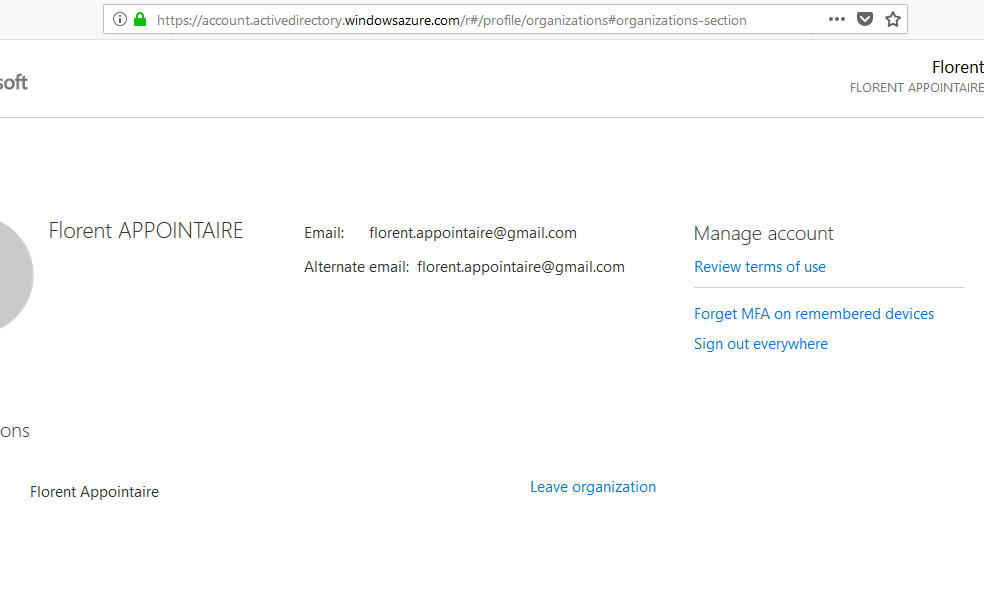 https://account.activedirectory.windowsazure.com/r#/profile/organizations#organizations-section
soft
Florent
FLORENT APPOINTAIRE
Florent APPOINTAIRE
Email: florent.appointaire@gmail.com
Alternate email: florent.appointaire@gmail.com
Manage account
Review terms of use
Forget MFA on remembered devices
Sign out everywhere
ons
Florent Appointaire
Leave organization